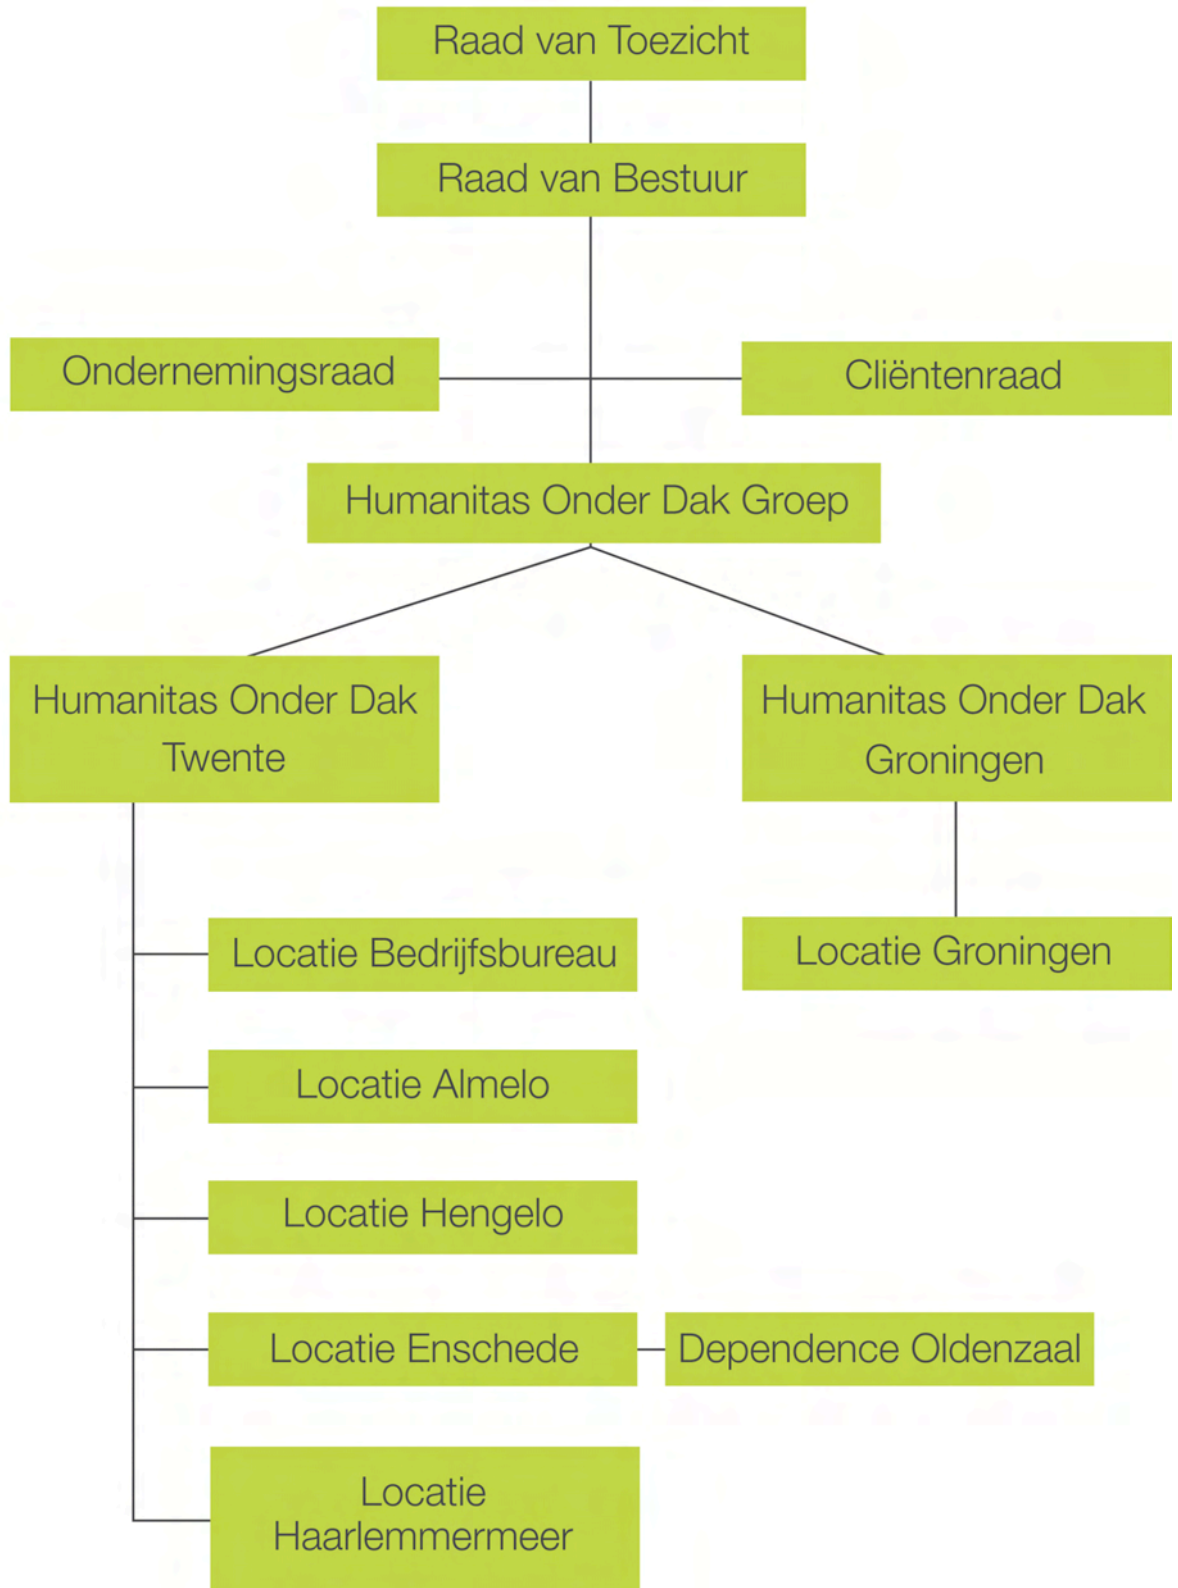 Raad van Toezicht
Raad van Bestuur
Ondernemingsraad
Cliëntenraad
Humanitas Onder Dak Groep
Humanitas Onder Dak
Twente
Humanitas Onder Dak
Groningen
Locatie Bedrijfsbureau
Locatie Groningen
Locatie Almelo
Locatie Hengelo
Locatie Enschede
Dependence Oldenzaal
Locatie
Haarlemmermeer